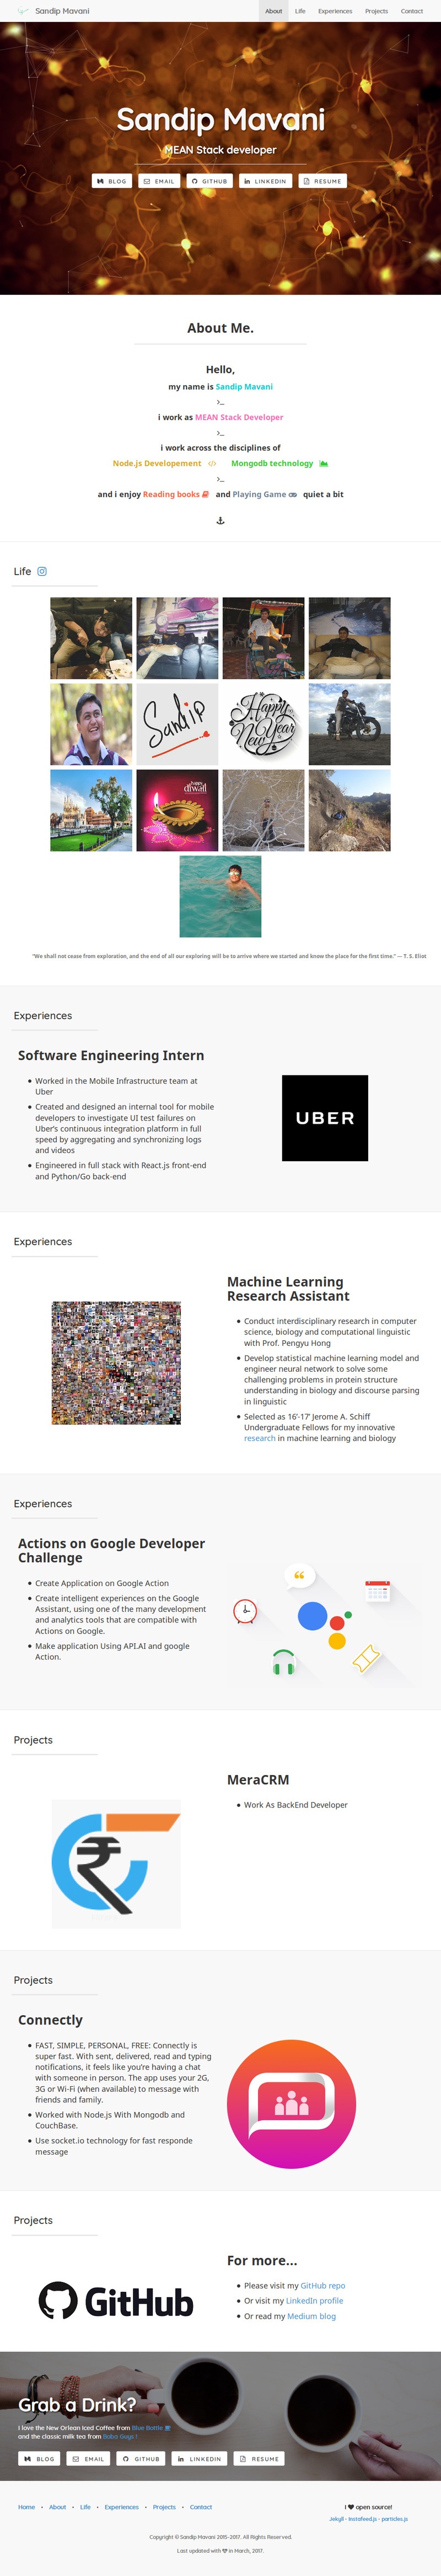 Sandip Mavani
About Life Experiences Projects Contact
Sandip Mavani
MEAN Stack developer
BLOG EMAIL GITHUB LINKEDIN RESUME
About Me.
Hello,
my name is Sandip Mavani
>_
i work as MEAN Stack Developer
>_
i work across the disciplines of
Node.js Developement </> Mongodb technology
>_
and i enjoy Reading books and Playing Game quiet a bit
Life
Sandip
Happy
New
Year
happy
diwali
"We shall not cease from exploration, and the end of all our exploring will be to arrive where we started and know the place for the first time." — T. S. Eliot
Experiences
Software Engineering Intern
Worked in the Mobile Infrastructure team at
Uber
Created and designed an internal tool for mobile
developers to investigate UI test failures on
Uber's continuous integration platform in full
speed by aggregating and synchronizing logs
and videos
Engineered in full stack with React.js front-end
and Python/Go back-end
UBER
Experiences
Machine Learning
Research Assistant
Conduct interdisciplinary research in computer
science, biology and computational linguistic
with Prof. Pengyu Hong
Develop statistical machine learning model and
engineer neural network to solve some
challenging problems in protein structure
understanding in biology and discourse parsing
in linguistic
Selected as 16'-17' Jerome A. Schiff
Undergraduate Fellows for my innovative
research in machine learning and biology
Experiences
Actions on Google Developer
Challenge
Create Application on Google Action
Create intelligent experiences on the Google
Assistant, using one of the many development
and analytics tools that are compatible with
Actions on Google.
Make application Using API.AI and google
Action.
Projects
MeraCRM
Work As BackEnd Developer
Projects
Connectly
FAST, SIMPLE, PERSONAL, FREE: Connectly is
super fast. With sent, delivered, read and typing
notifications, it feels like you're having a chat
with someone in person. The app uses your 2G,
3G or Wi-Fi (when available) to message with
friends and family.
Worked with Node.js With Mongodb and
CouchBase.
Use socket.io technology for fast responde
message
Projects
GitHub
For more...
Please visit my GitHub repo
Or visit my LinkedIn profile
Or read my Medium blog
Grab a Drink?
I love the New Orlean Iced Coffee from Blue Bottle
and the classic milk tea from Boba Guys !
BLOG EMAIL GITHUB LINKEDIN RESUME
Home • About • Life • Experiences • Projects • Contact
I ♥ open source!
Jekyll - Instafeed.js - particles.js
Copyright © Sandip Mavani 2015-2017. All Rights Reserved.
Last updated with in March, 2017.